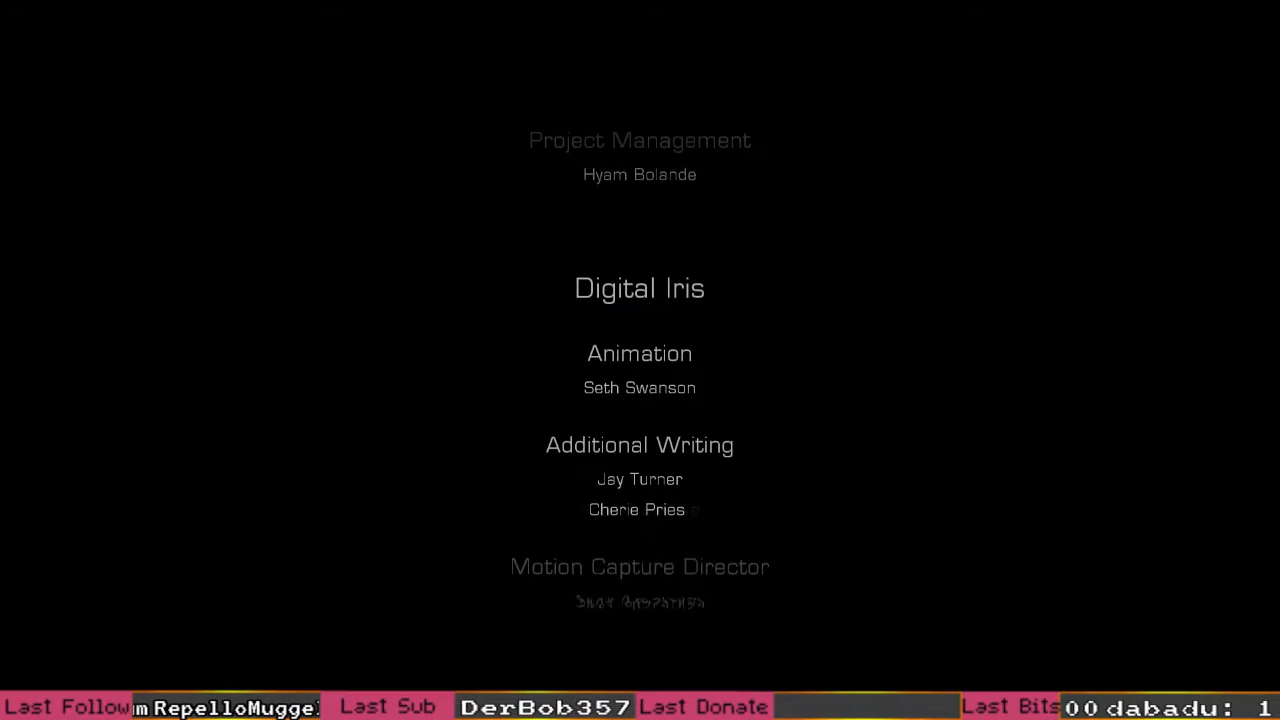 Project Management
Hyam Bolande
Digital Iris
Animation
Seth Swanson
Additional Writing
Jay Turner
Cherie Pries
Motion Capture Director
Last Follow m RepelloMugge Last Sub DerBob357 Last Donate Last Bits 00 dabadu: 1